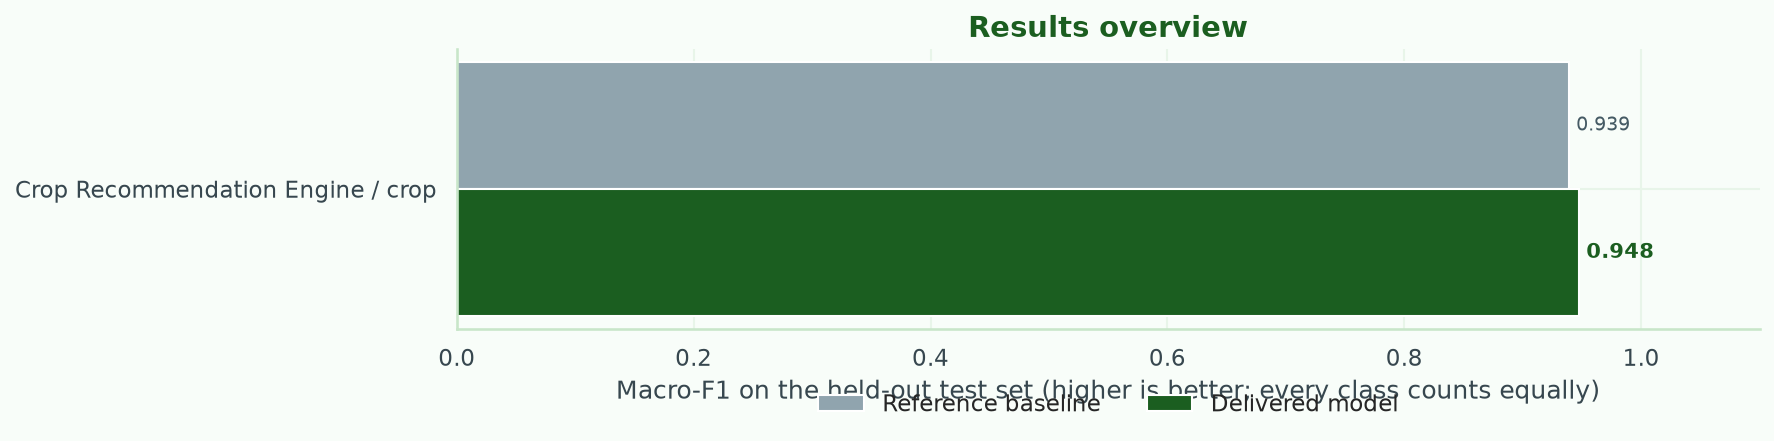 Results overview
0.939
Crop Recommendation Engine / crop
0.948
0.0 0.2 0.4 0.6 0.8 1.0
Macro-F1 on the held-out test set (higher is better; every class counts equally)
Reference baseline Delivered model